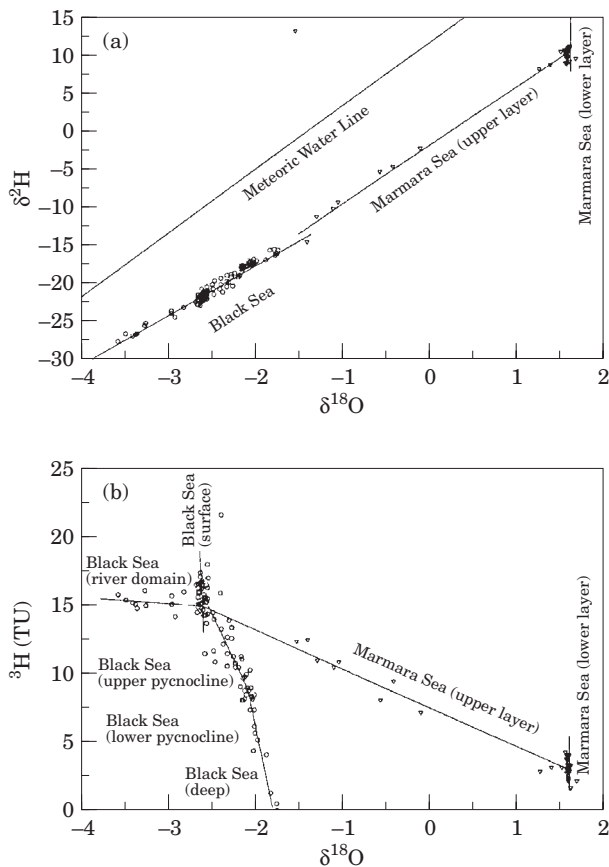 (a)
15
10
5
0
−5
−10
−15
−20
−25
−30
δ²H
Meteoric Water Line
Marmara Sea (upper layer)
Marmara Sea (lower layer)
Black Sea
−4
−3
−2
−1
0
1
2
δ¹⁸O
(b)
25
20
15
10
5
0
³H (TU)
Black Sea
(surface)
Black Sea
(river domain)
Black Sea
(upper pycnocline)
Black Sea
(lower pycnocline)
Black Sea
(deep)
Marmara Sea (upper layer)
Marmara Sea (lower layer)
−4
−3
−2
−1
0
1
2
δ¹⁸O